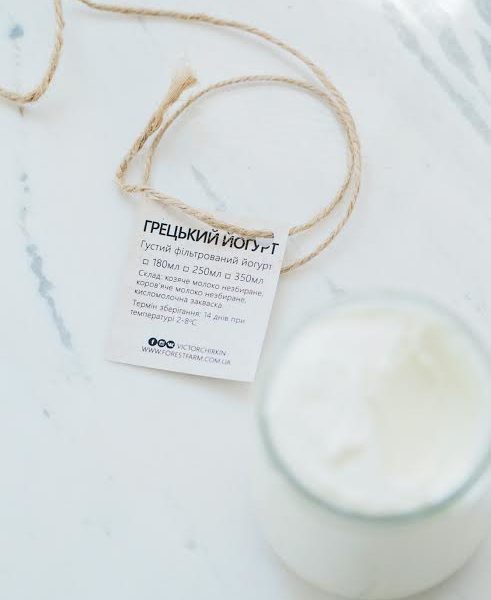 ГРЕЦЬКИЙ ЙОГУРТ
Густий фільтрований йогурт
□ 180мл □ 250мл □ 350мл
Склад: козяче молоко незбиране,
коров'яче молоко незбиране,
кисломолочна закваска.
Термін зберігання: 14 днів при
температурі 2-8°С
VICTORCHIRKIN
WWW.FORESTFARM.COM.UA